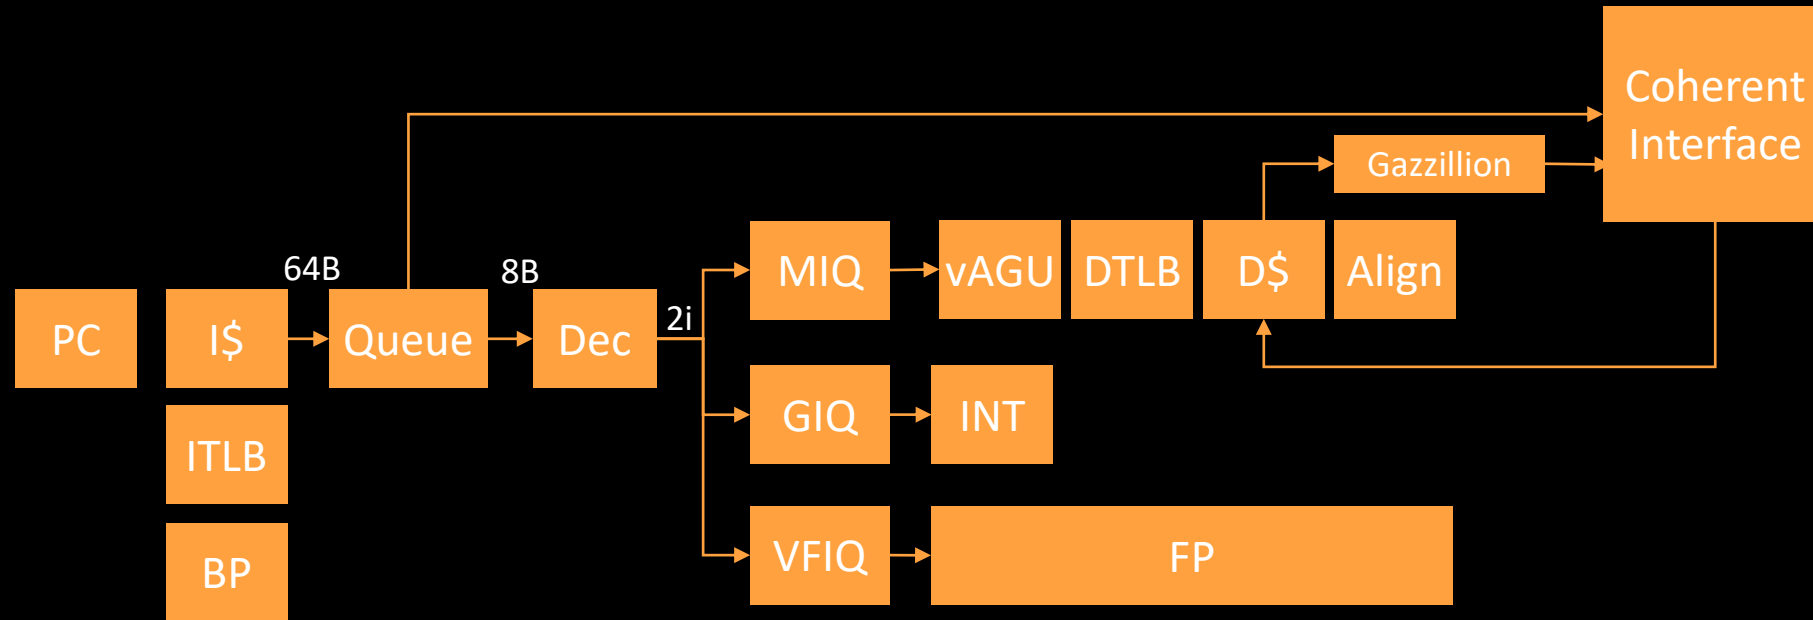 Coherent
Interface
Gazzillion
64B
8B
2i
MIQ
vAGU
DTLB
D$
Align
PC
I$
Queue
Dec
GIQ
INT
ITLB
BP
VFIQ
FP